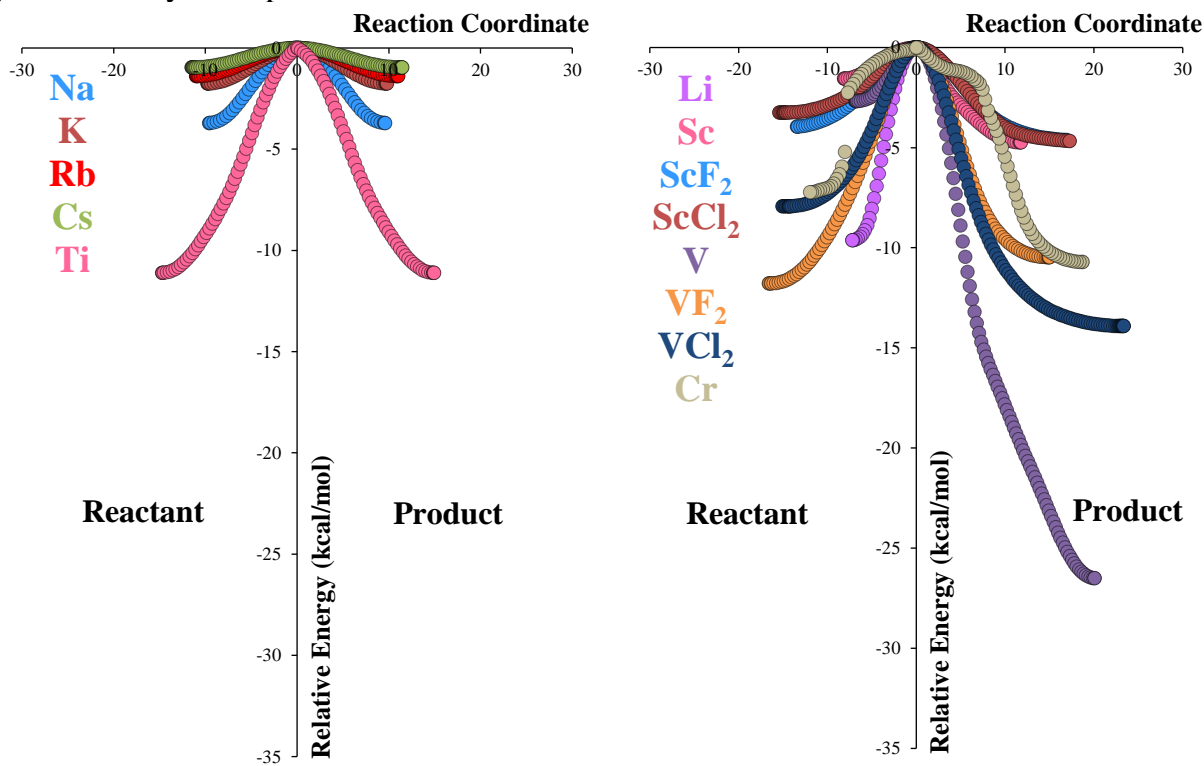 Reaction Coordinate
-30 -20 -10 0 10 20 30
Na
K
Rb
Cs
Ti
-5
-10
-15
-20
-25
-30
-35
Reactant
Product
Relative Energy (kcal/mol)
Reaction Coordinate
-30 -20 -10 0 10 20 30
Li
Sc
ScF₂
ScCl₂
V
VF₂
VCl₂
Cr
-5
-10
-15
-20
-25
-30
-35
Reactant
Product
Relative Energy (kcal/mol)